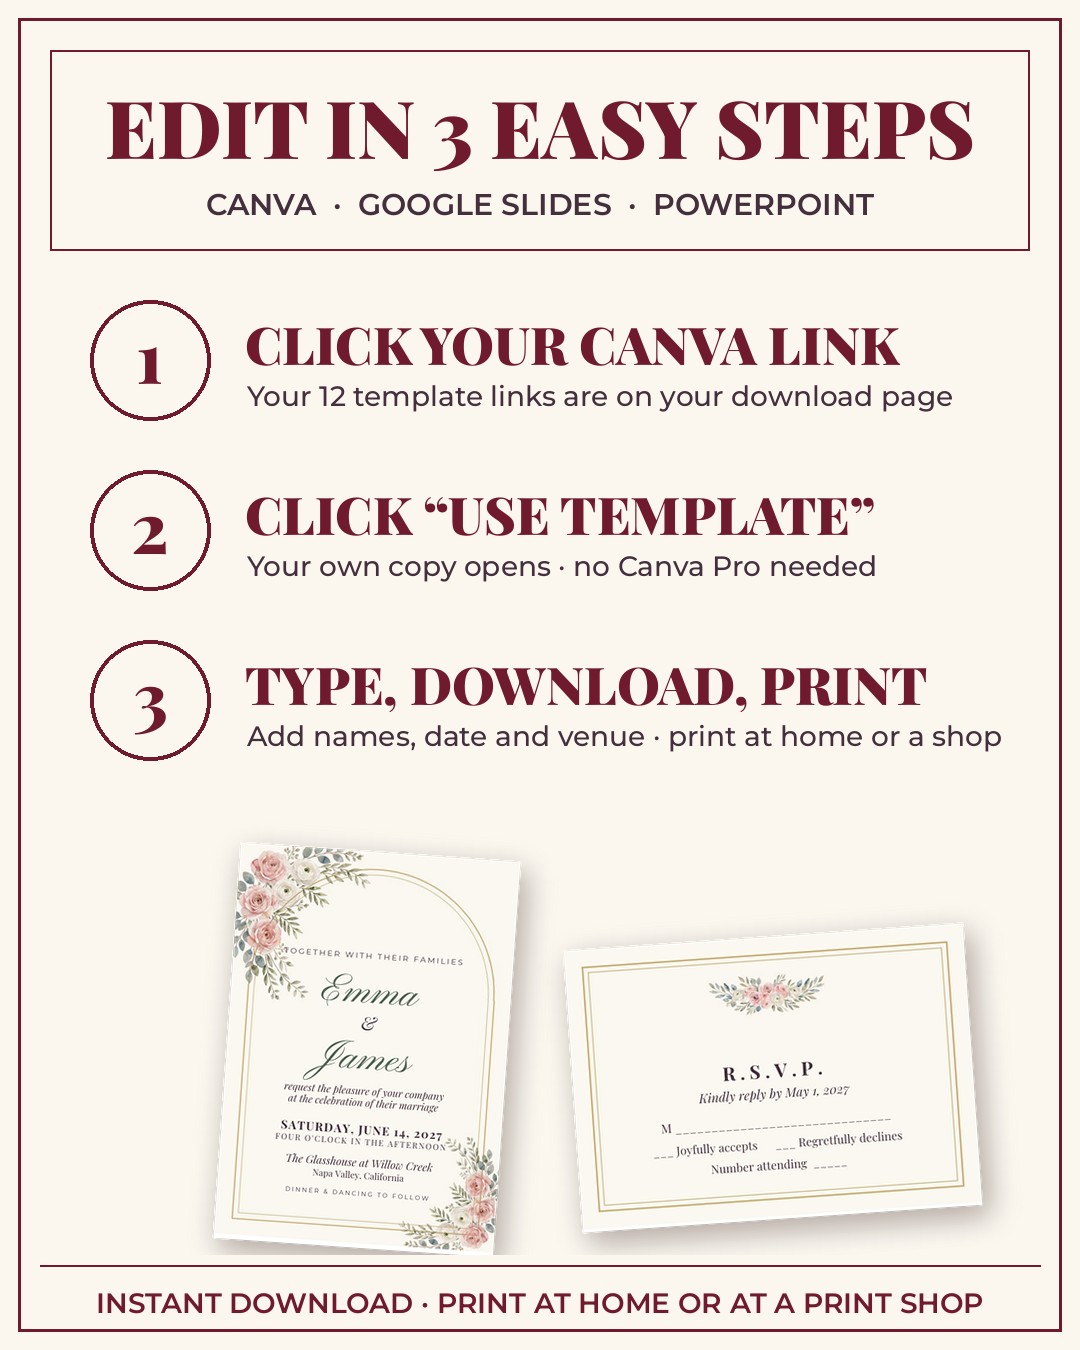 EDIT IN 3 EASY STEPS
CANVA · GOOGLE SLIDES · POWERPOINT
1
CLICK YOUR CANVA LINK
Your 12 template links are on your download page
2
CLICK “USE TEMPLATE”
Your own copy opens · no Canva Pro needed
3
TYPE, DOWNLOAD, PRINT
Add names, date and venue · print at home or a shop
TOGETHER WITH THEIR FAMILIES
Emma
&
James
request the pleasure of your company
at the celebration of their marriage
SATURDAY, JUNE 14, 2027
FOUR O'CLOCK IN THE AFTERNOON
The Glasshouse at Willow Creek
Napa Valley, California
DINNER & DANCING TO FOLLOW
R.S.V.P.
Kindly reply by May 1, 2027
M ______________________________
___ Joyfully accepts ___ Regretfully declines
Number attending _____
INSTANT DOWNLOAD · PRINT AT HOME OR AT A PRINT SHOP